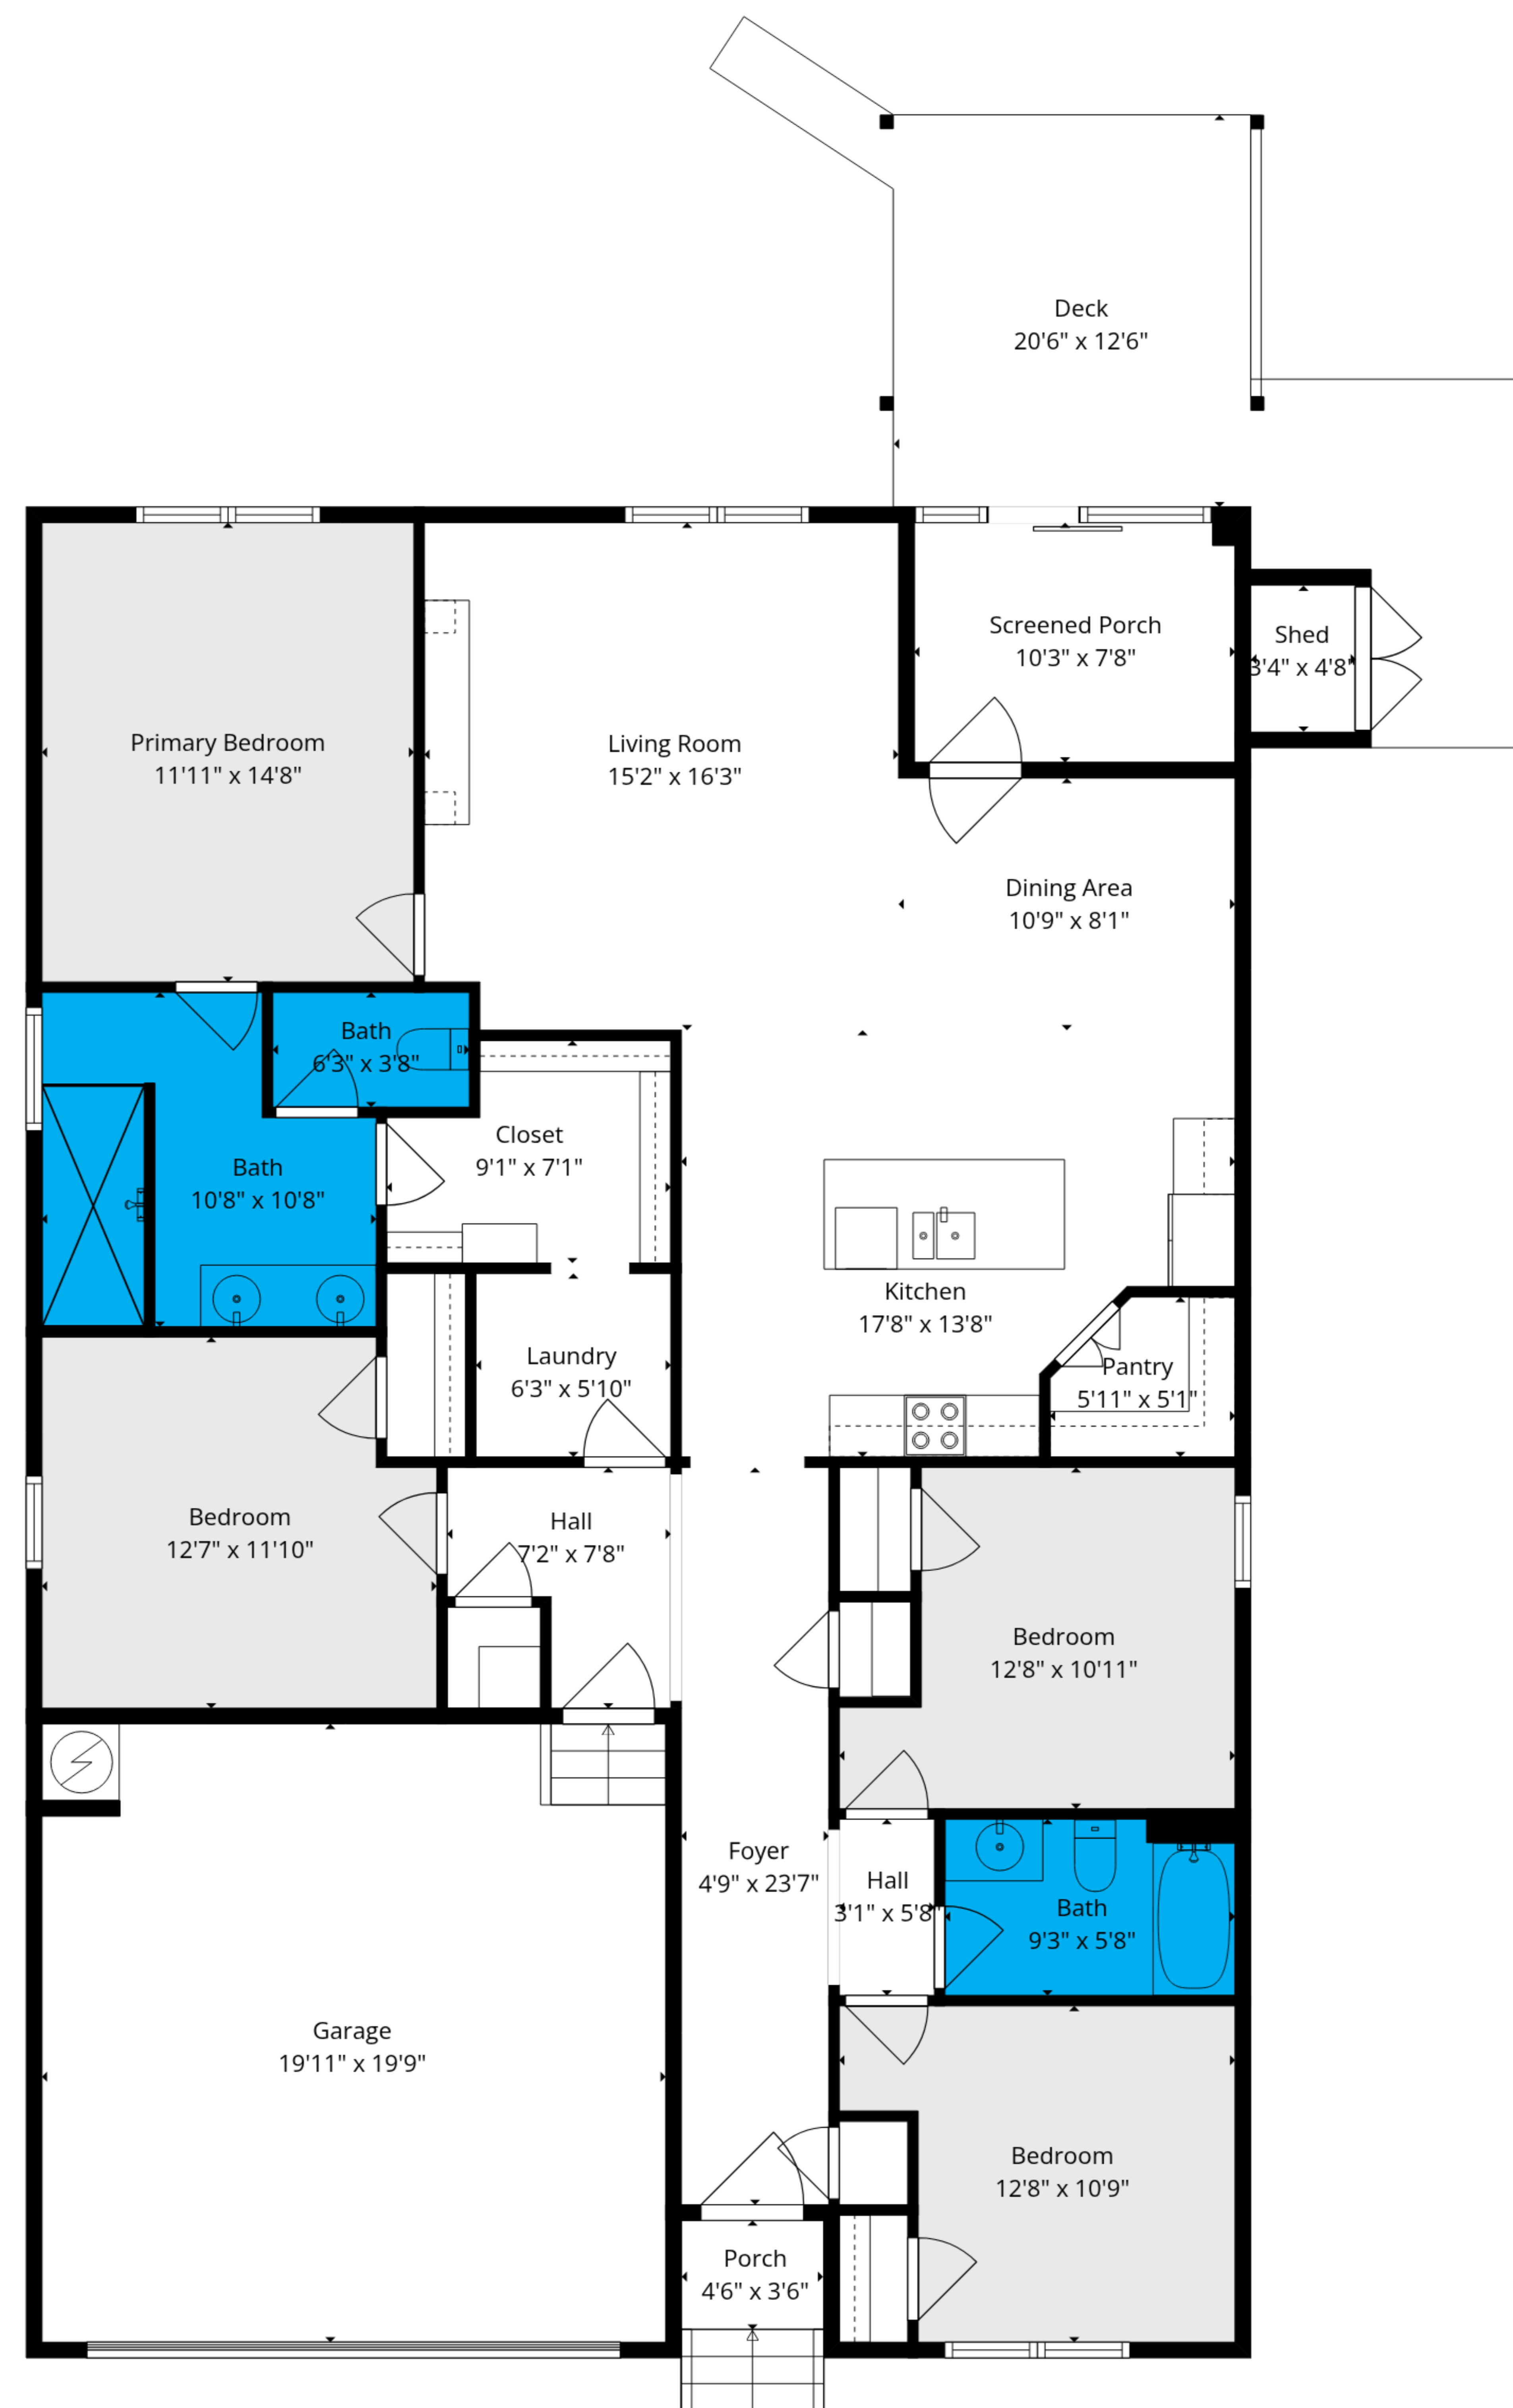 Deck
20'6" x 12'6"
Screened Porch
10'3" x 7'8"
Shed
3'4" x 4'8"
Primary Bedroom
11'11" x 14'8"
Living Room
15'2" x 16'3"
Dining Area
10'9" x 8'1"
Bath
6'3" x 3'8"
Closet
9'1" x 7'1"
Bath
10'8" x 10'8"
Kitchen
17'8" x 13'8"
Laundry
6'3" x 5'10"
Pantry
5'11" x 5'1"
Bedroom
12'7" x 11'10"
Hall
7'2" x 7'8"
Bedroom
12'8" x 10'11"
Foyer
4'9" x 23'7"
Hall
3'1" x 5'8"
Bath
9'3" x 5'8"
Garage
19'11" x 19'9"
Bedroom
12'8" x 10'9"
Porch
4'6" x 3'6"